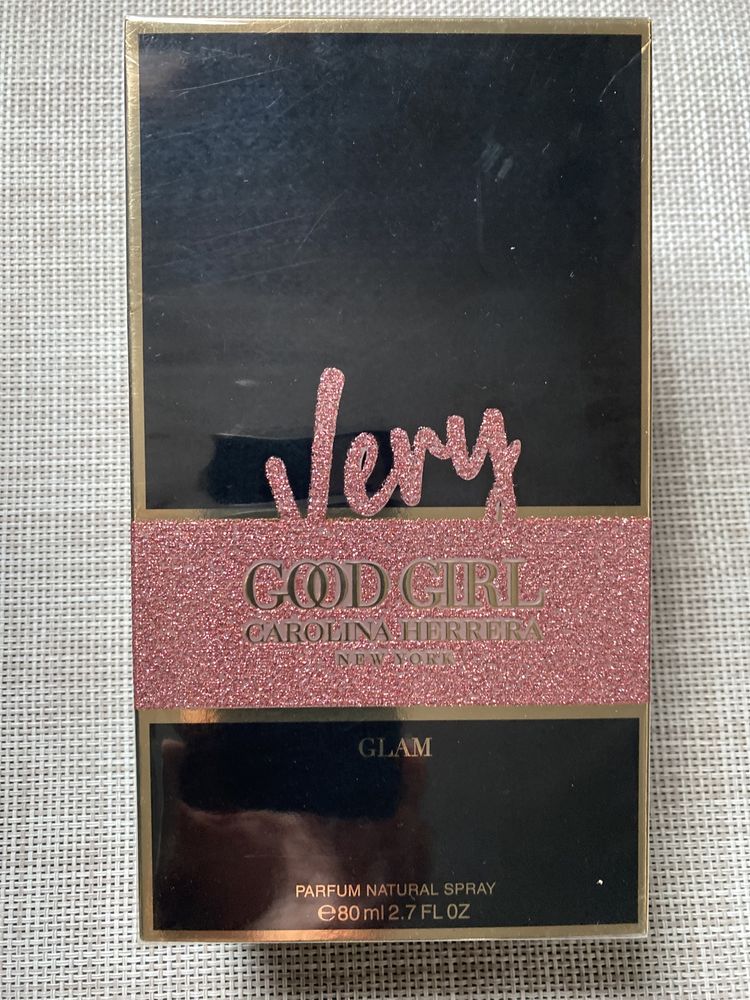 Very
GOOD GIRL
CAROLINA HERRERA
NEW YORK
GLAM
PARFUM NATURAL SPRAY
℮80 ml 2.7 FL OZ